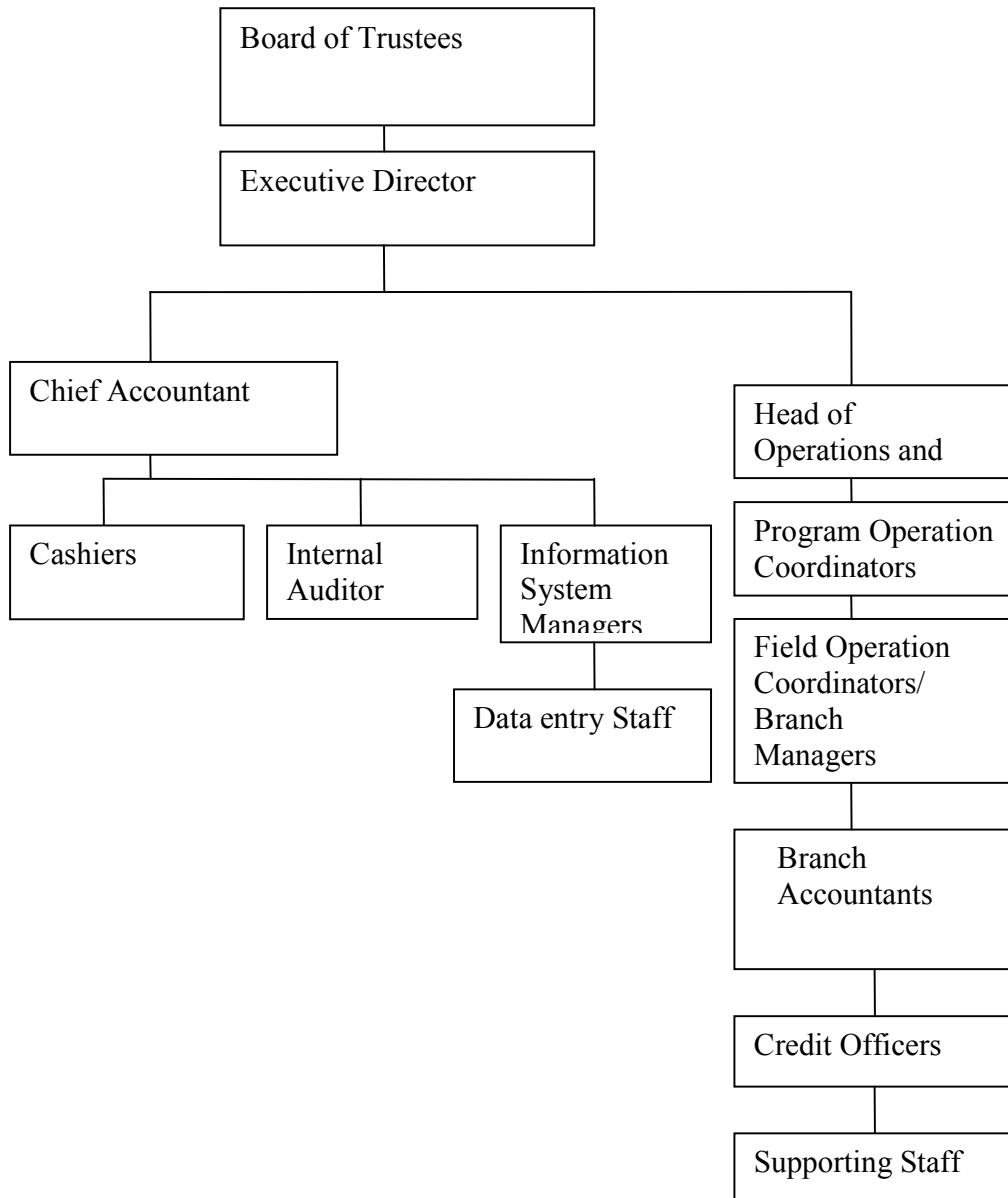 Board of Trustees
Executive Director
Chief Accountant
Head of
Operations and
Cashiers
Internal
Auditor
Information
System
Managers
Program Operation
Coordinators
Field Operation
Coordinators/
Branch
Managers
Data entry Staff
Branch
Accountants
Credit Officers
Supporting Staff